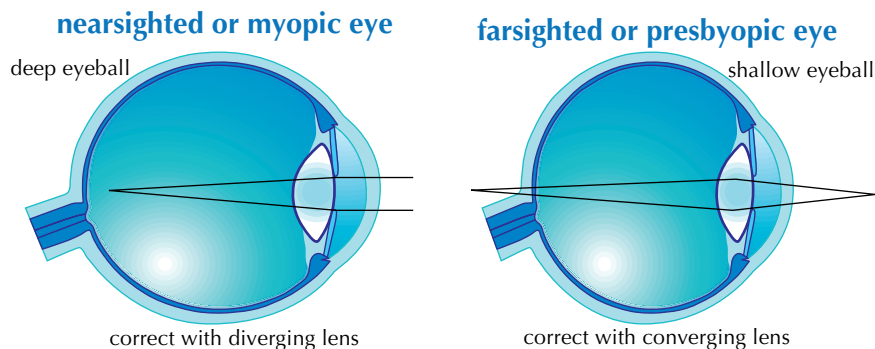 nearsighted or myopic eye
deep eyeball
correct with diverging lens
farsighted or presbyopic eye
shallow eyeball
correct with converging lens